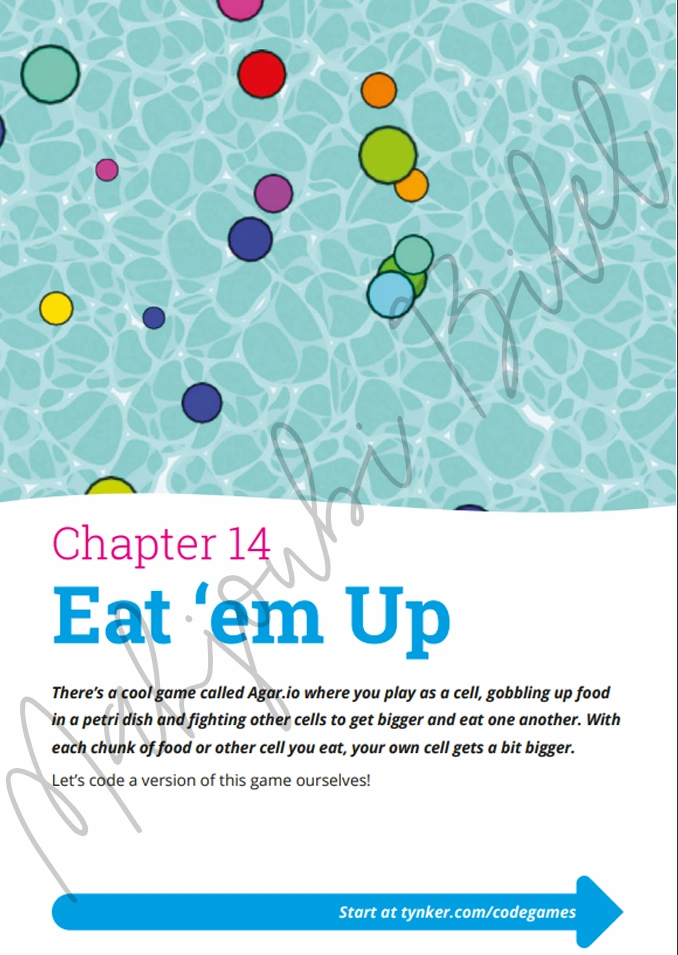 Chapter 14
Eat ‘em Up
There’s a cool game called Agar.io where you play as a cell, gobbling up food
in a petri dish and fighting other cells to get bigger and eat one another. With
each chunk of food or other cell you eat, your own cell gets a bit bigger.
Let’s code a version of this game ourselves!
Start at tynker.com/codegames
Mahjoubi Bilel